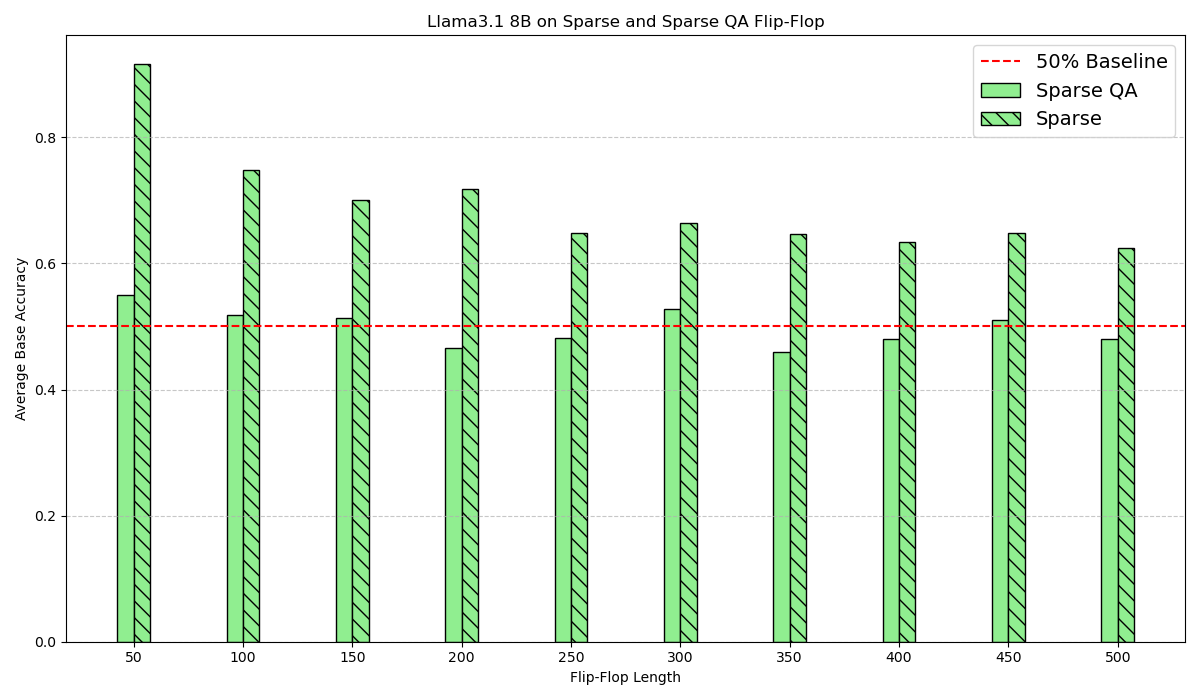 Llama3.1 8B on Sparse and Sparse QA Flip-Flop
50% Baseline
Sparse QA
Sparse
Average Base Accuracy
0.8
0.6
0.4
0.2
0.0
50 100 150 200 250 300 350 400 450 500
Flip-Flop Length